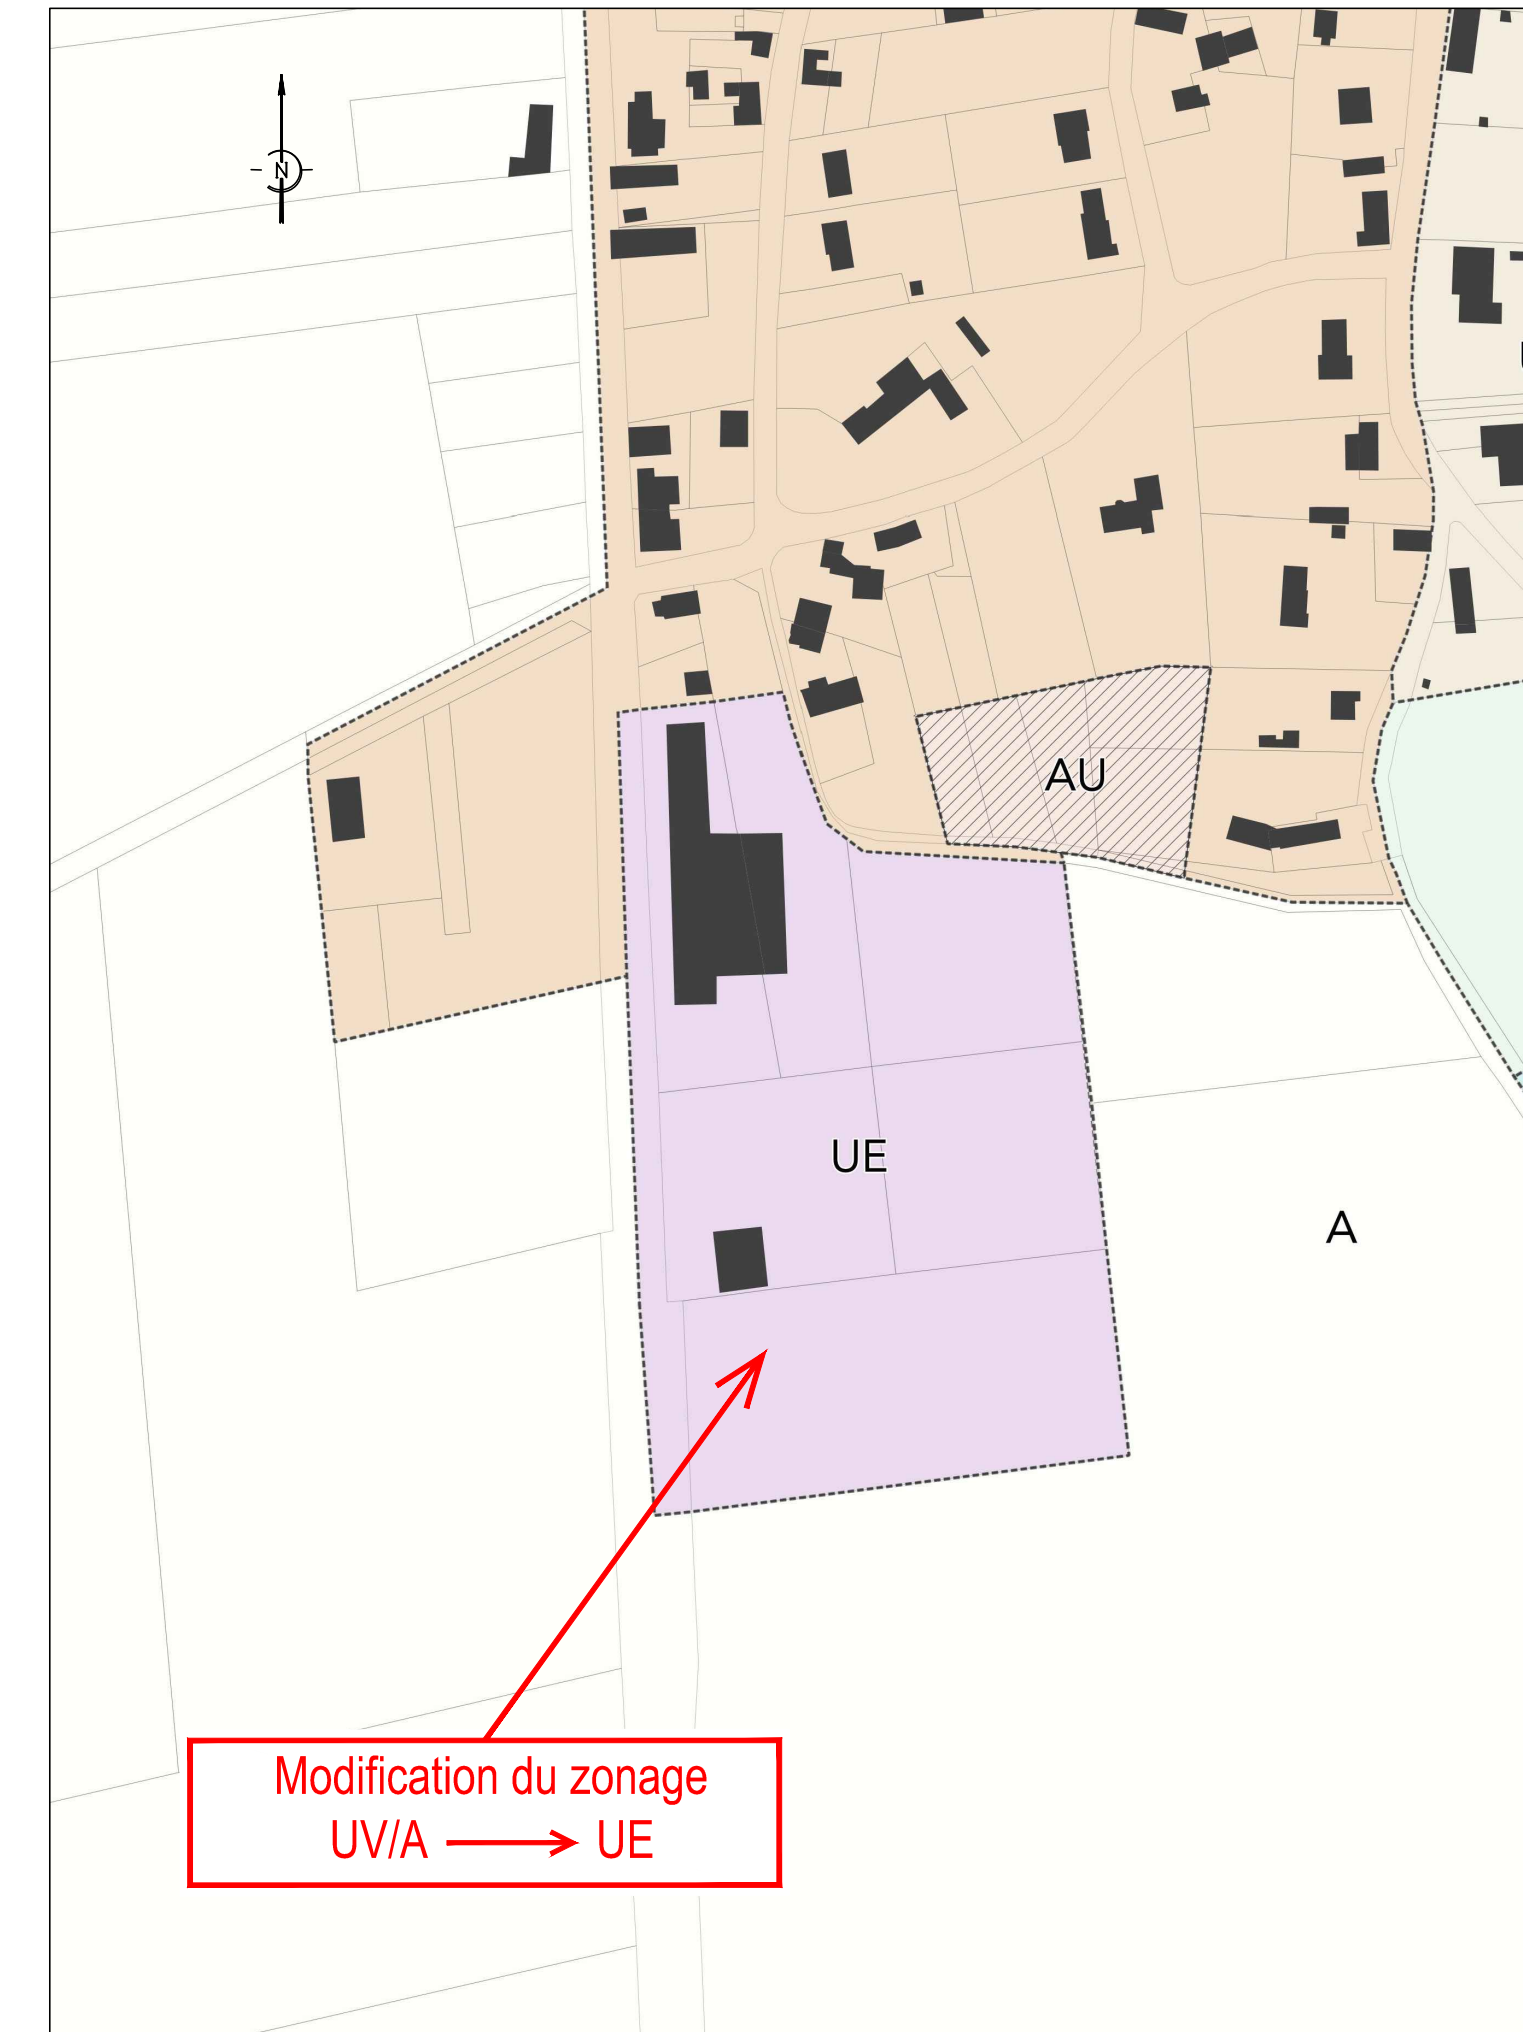 N
AU
UE
A
Modification du zonage
UV/A → UE